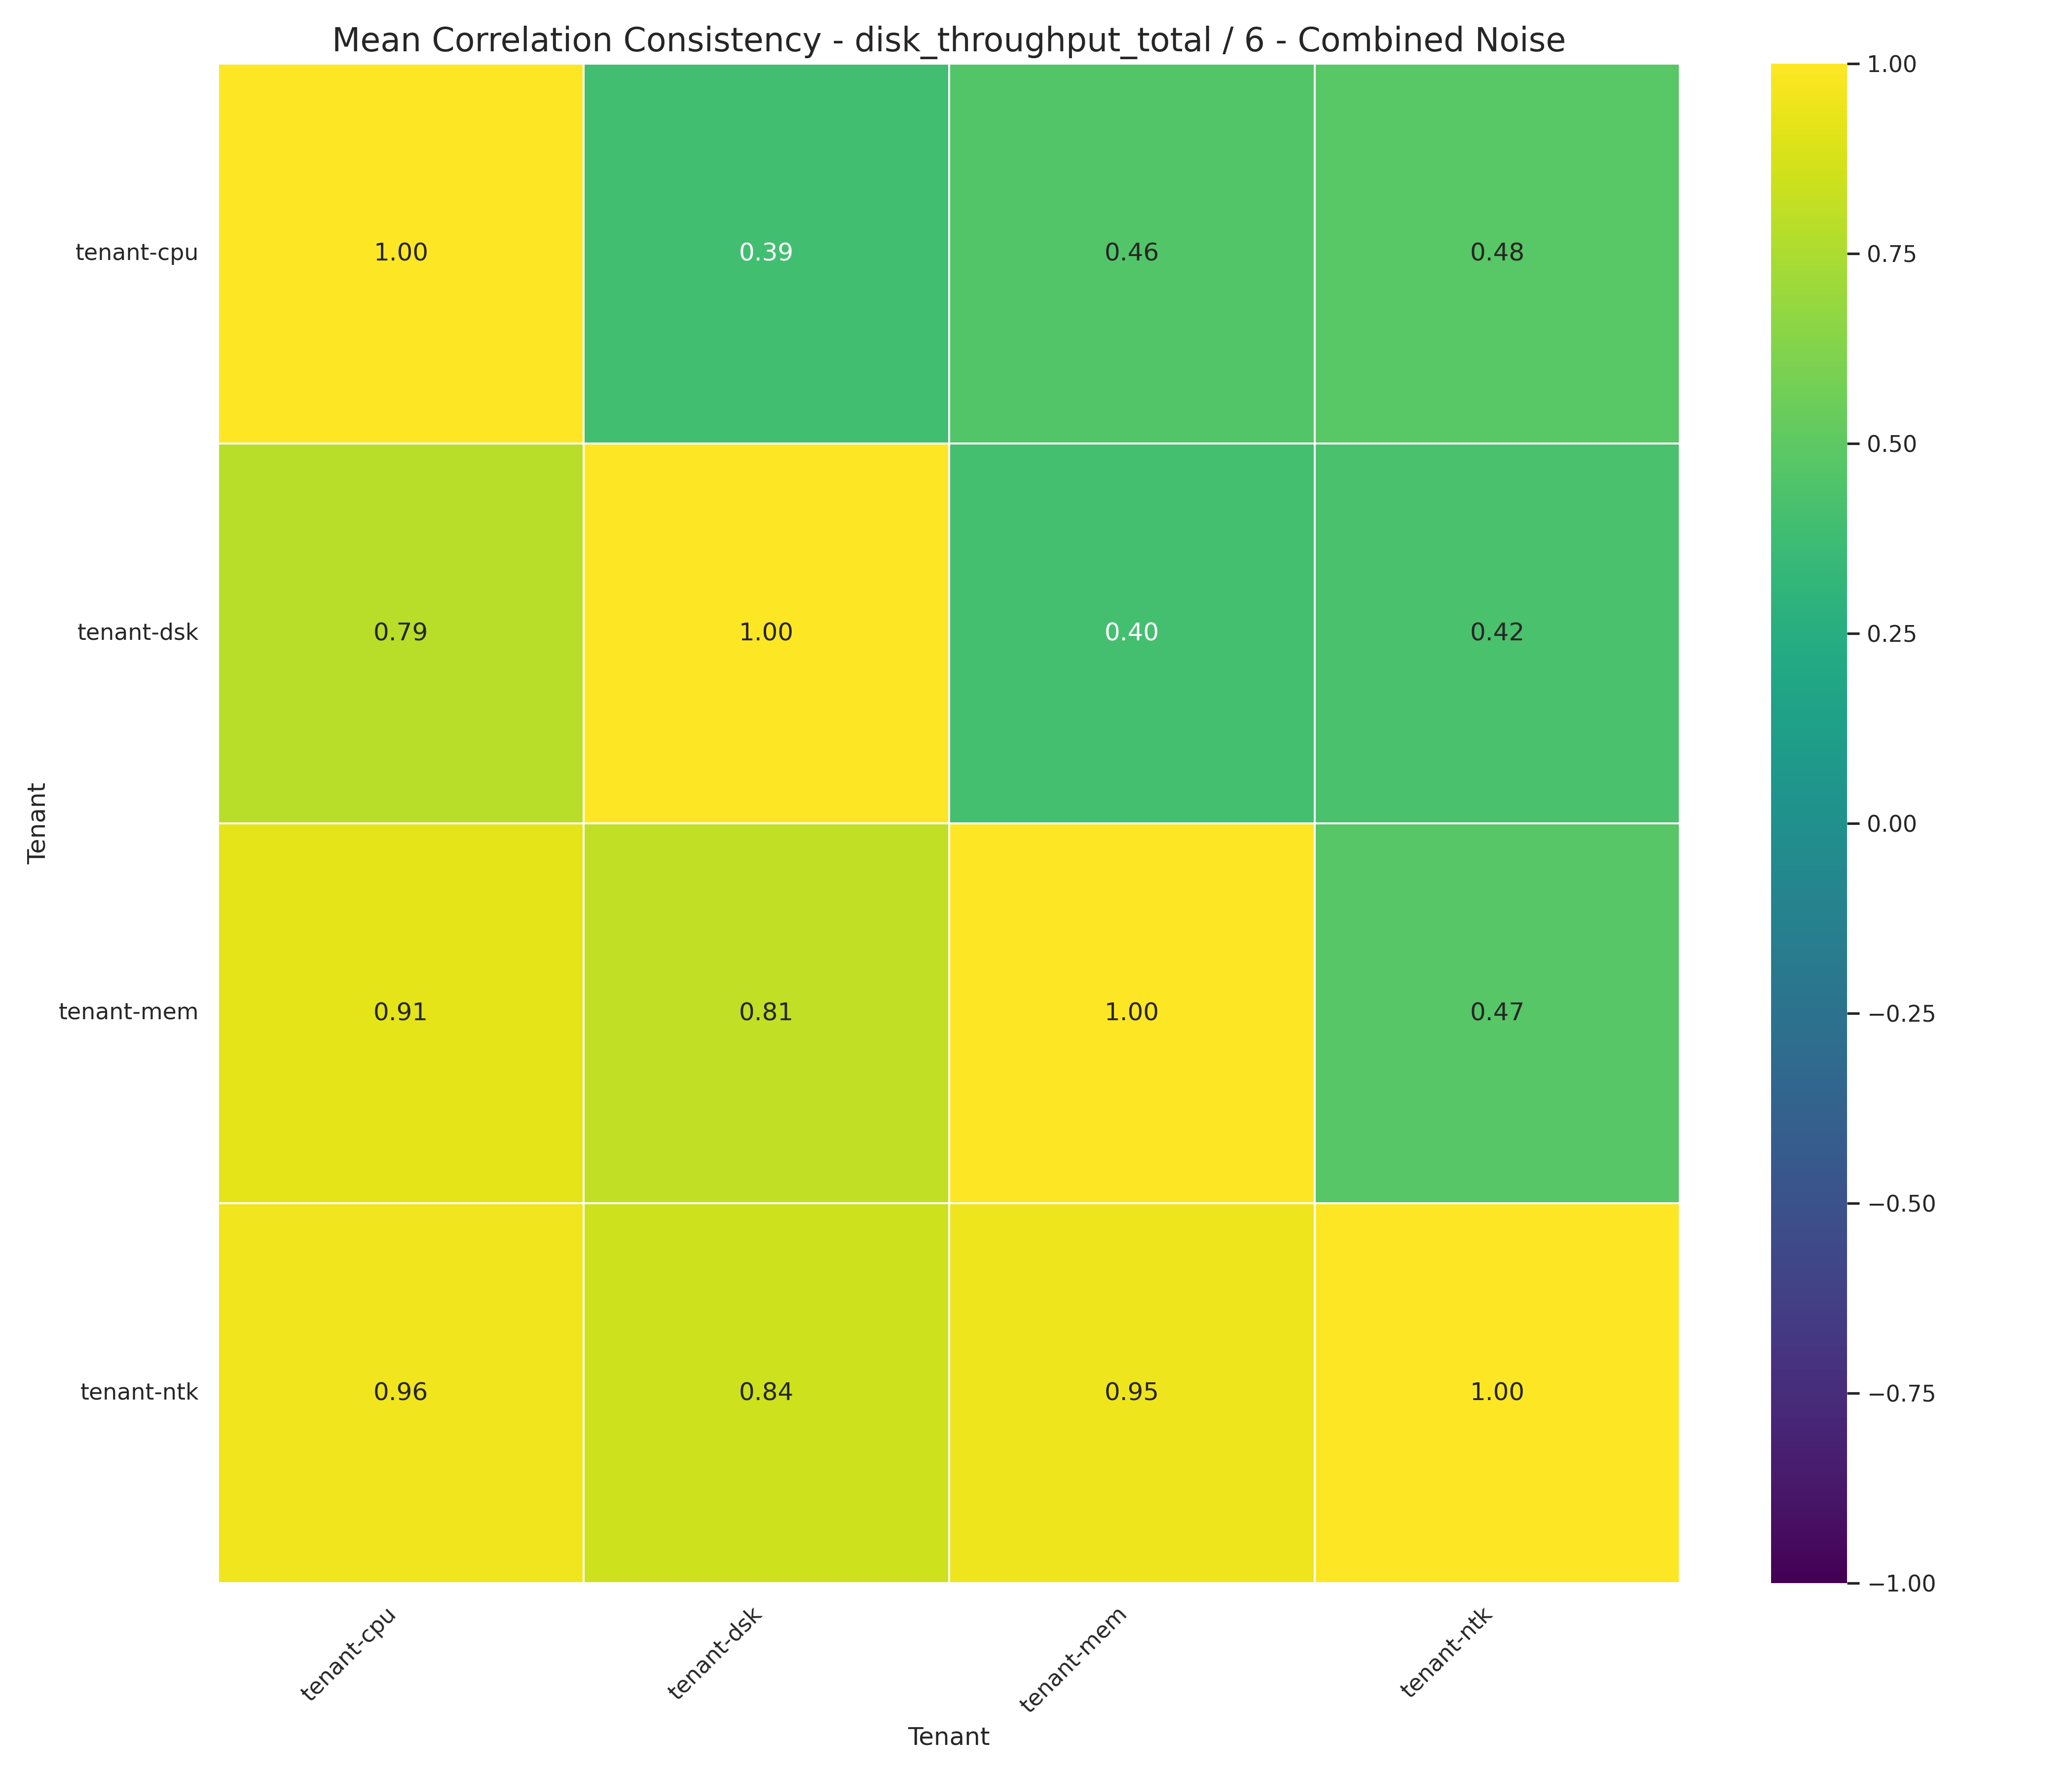 Mean Correlation Consistency - disk_throughput_total / 6 - Combined Noise
tenant-cpu 1.00 0.39 0.46 0.48
tenant-dsk 0.79 1.00 0.40 0.42
tenant-mem 0.91 0.81 1.00 0.47
tenant-ntk 0.96 0.84 0.95 1.00
Tenant
tenant-cpu tenant-dsk tenant-mem tenant-ntk
Tenant
1.00
0.75
0.50
0.25
0.00
−0.25
−0.50
−0.75
−1.00